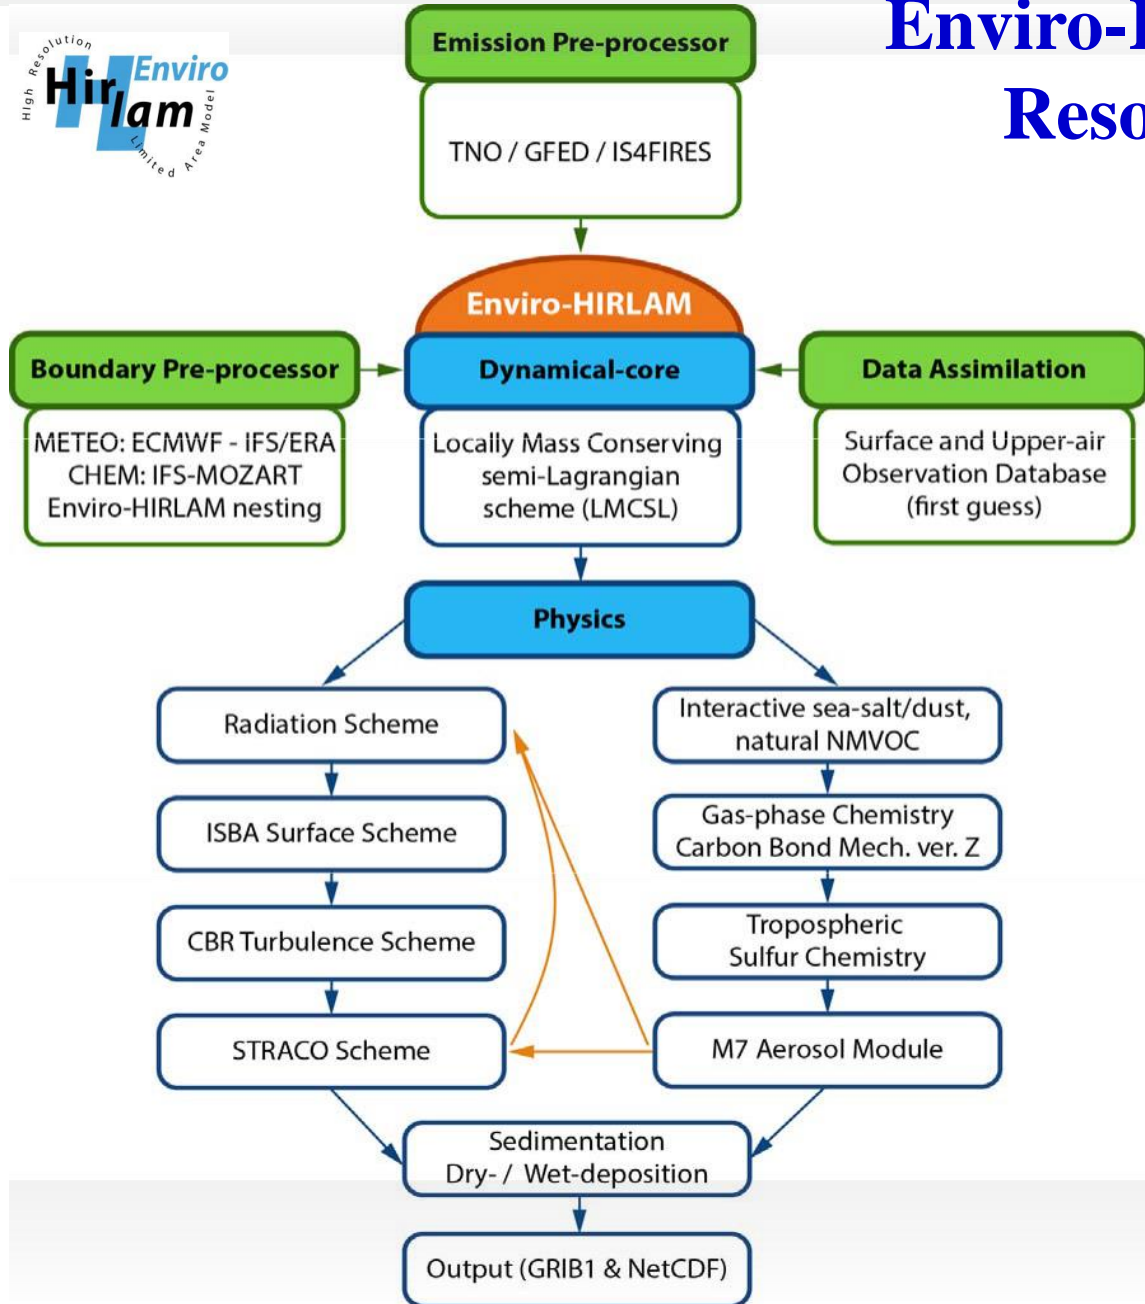 High Resolution
Hirlam
Enviro
Limited Area Model
Enviro-
Reso
Emission Pre-processor
TNO / GFED / IS4FIRES
Enviro-HIRLAM
Boundary Pre-processor
METEO: ECMWF - IFS/ERA
CHEM: IFS-MOZART
Enviro-HIRLAM nesting
Dynamical-core
Locally Mass Conserving
semi-Lagrangian
scheme (LMCSL)
Data Assimilation
Surface and Upper-air
Observation Database
(first guess)
Physics
Radiation Scheme
ISBA Surface Scheme
CBR Turbulence Scheme
STRACO Scheme
Interactive sea-salt/dust,
natural NMVOC
Gas-phase Chemistry
Carbon Bond Mech. ver. Z
Tropospheric
Sulfur Chemistry
M7 Aerosol Module
Sedimentation
Dry- / Wet-deposition
Output (GRIB1 & NetCDF)